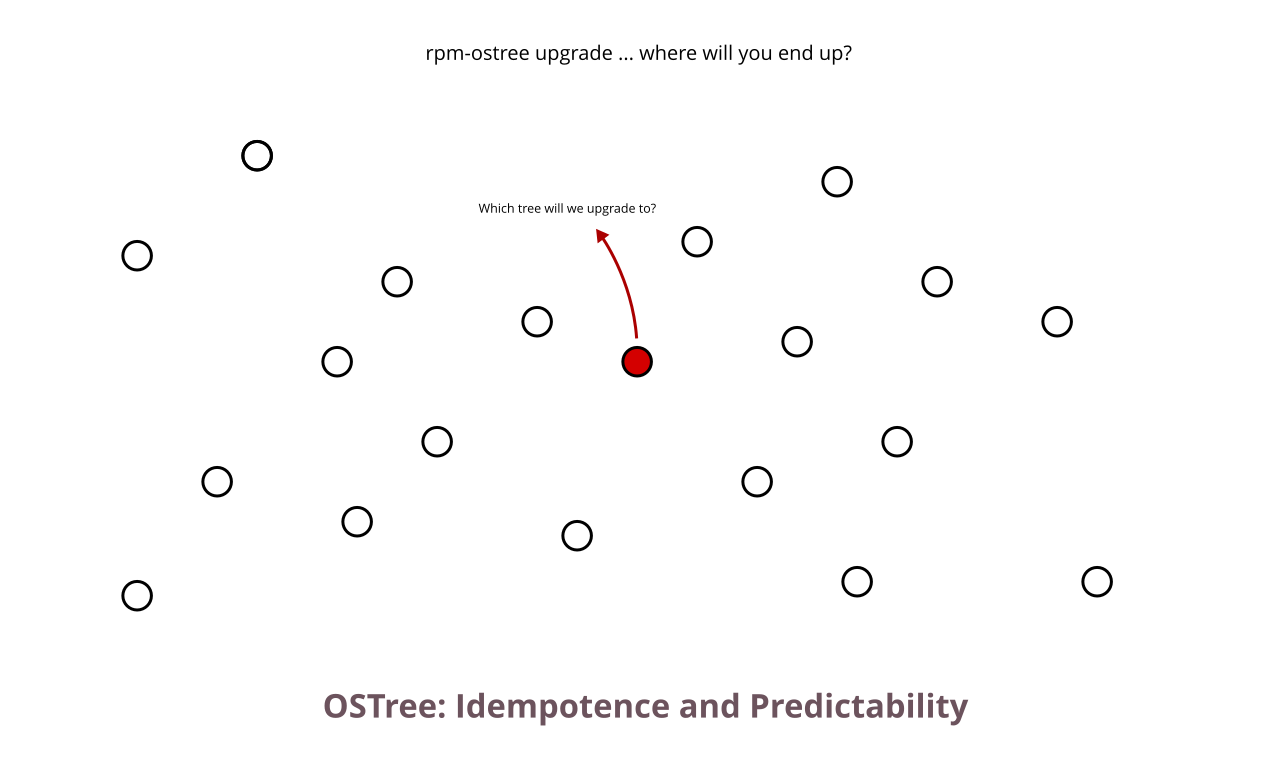 rpm-ostree upgrade ... where will you end up?
Which tree will we upgrade to?
OSTree: Idempotence and Predictability